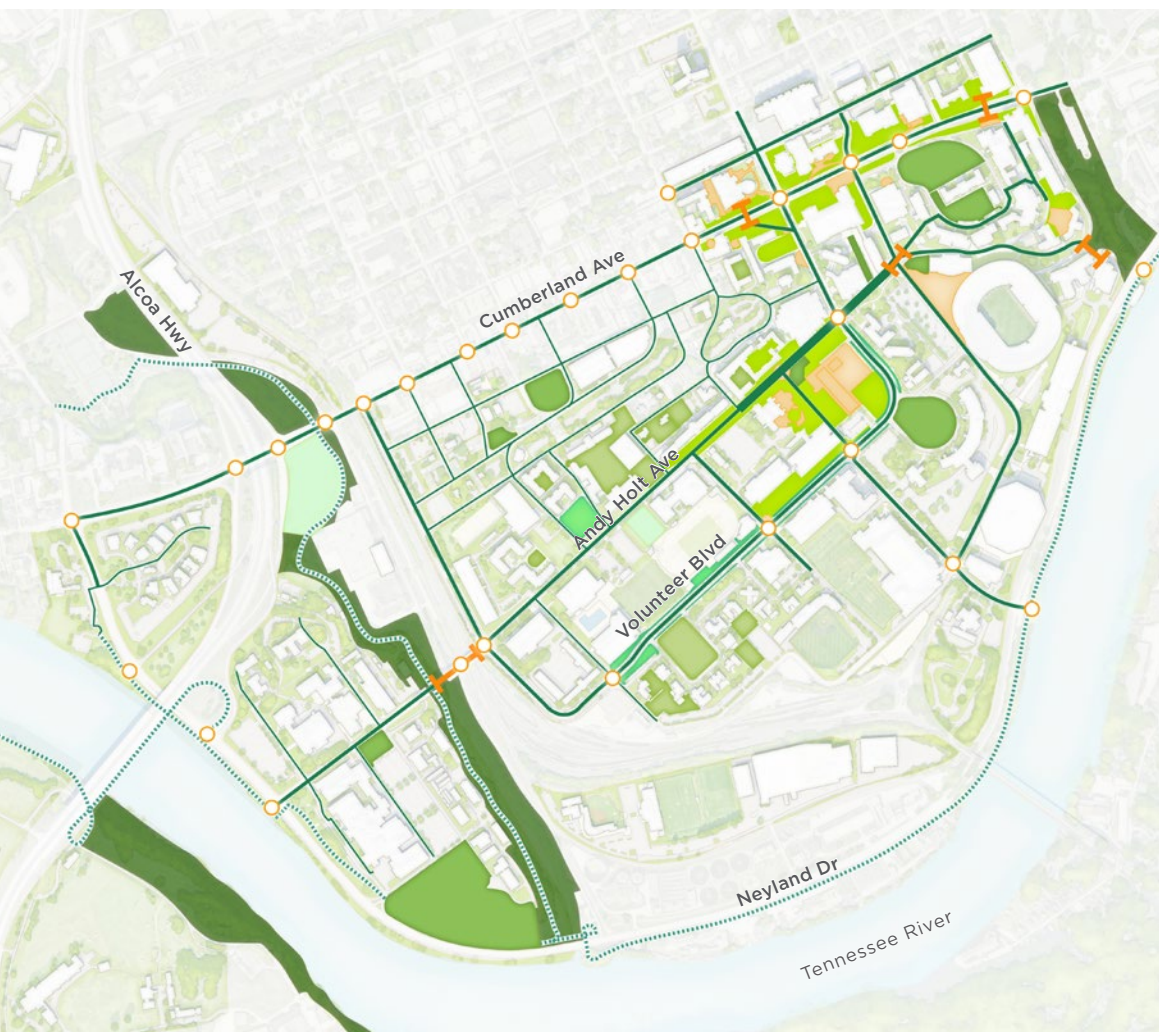 Alcoa Hwy
Cumberland Ave
Andy Holt Ave
Volunteer Blvd
Neyland Dr
Tennessee River